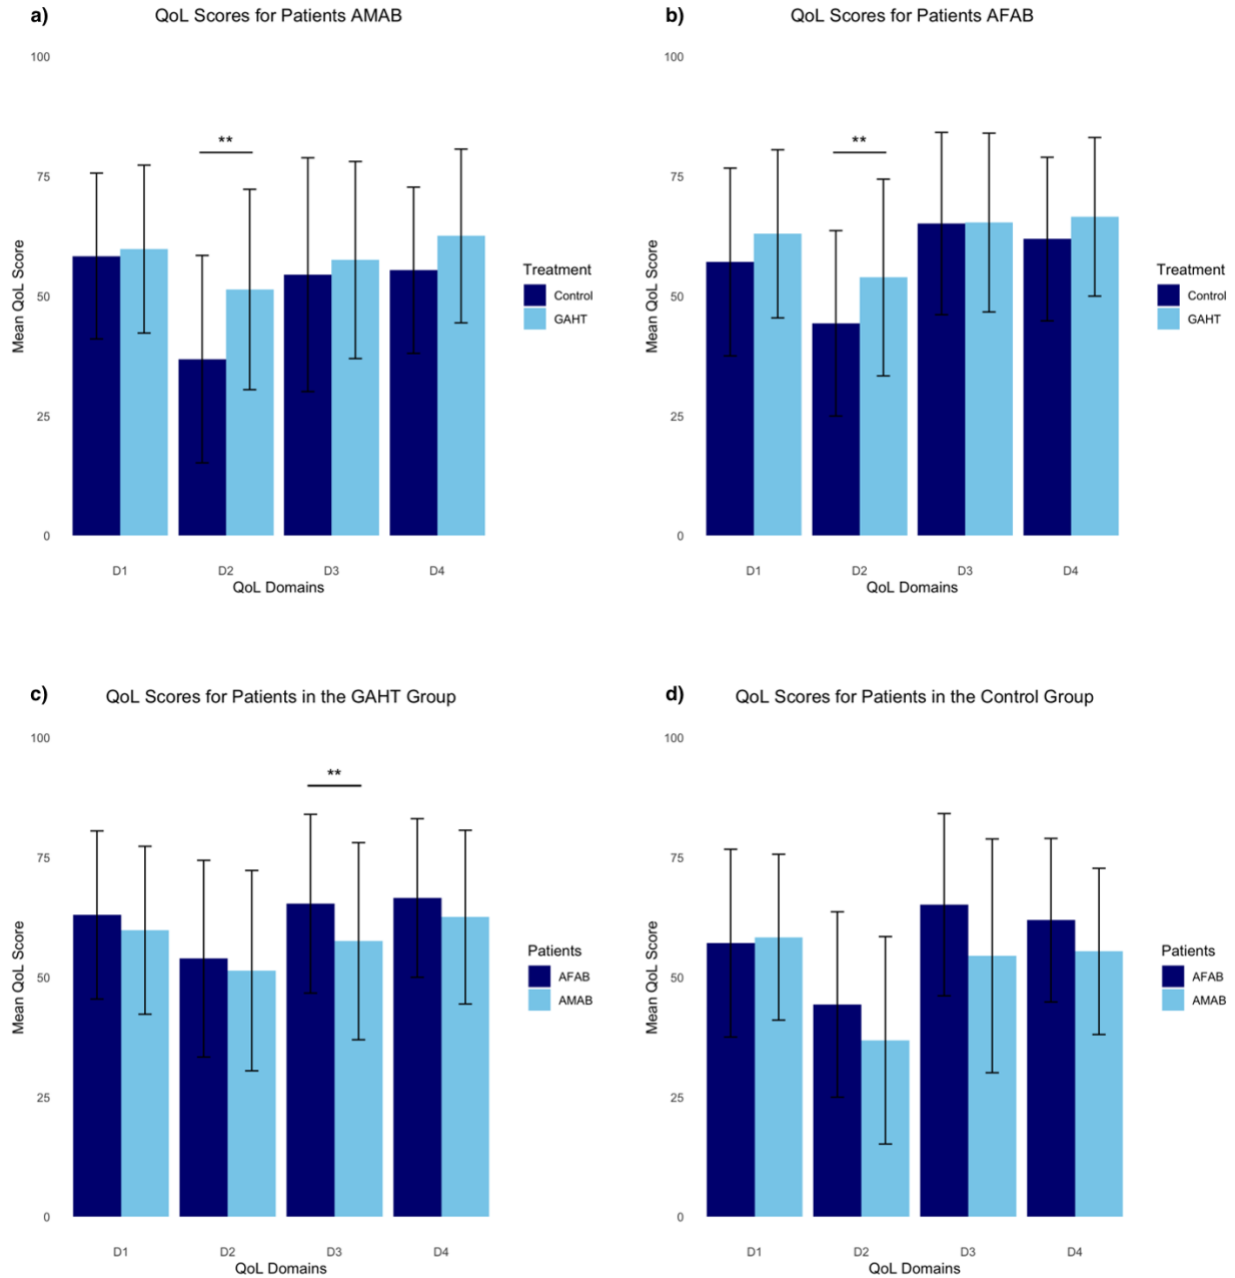 a) QoL Scores for Patients AMAB
100
75
50
25
0
Mean QoL Score
**
D1 D2 D3 D4
QoL Domains
Treatment
Control
GAHT
b) QoL Scores for Patients AFAB
100
75
50
25
0
Mean QoL Score
**
D1 D2 D3 D4
QoL Domains
Treatment
Control
GAHT
c) QoL Scores for Patients in the GAHT Group
100
75
50
25
0
Mean QoL Score
**
D1 D2 D3 D4
QoL Domains
Patients
AFAB
AMAB
d) QoL Scores for Patients in the Control Group
100
75
50
25
0
Mean QoL Score
D1 D2 D3 D4
QoL Domains
Patients
AFAB
AMAB